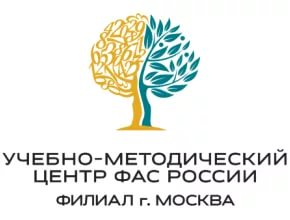 УЧЕБНО-МЕТОДИЧЕСКИЙ
ЦЕНТР ФАС РОССИИ
ФИЛИАЛ г. МОСКВА